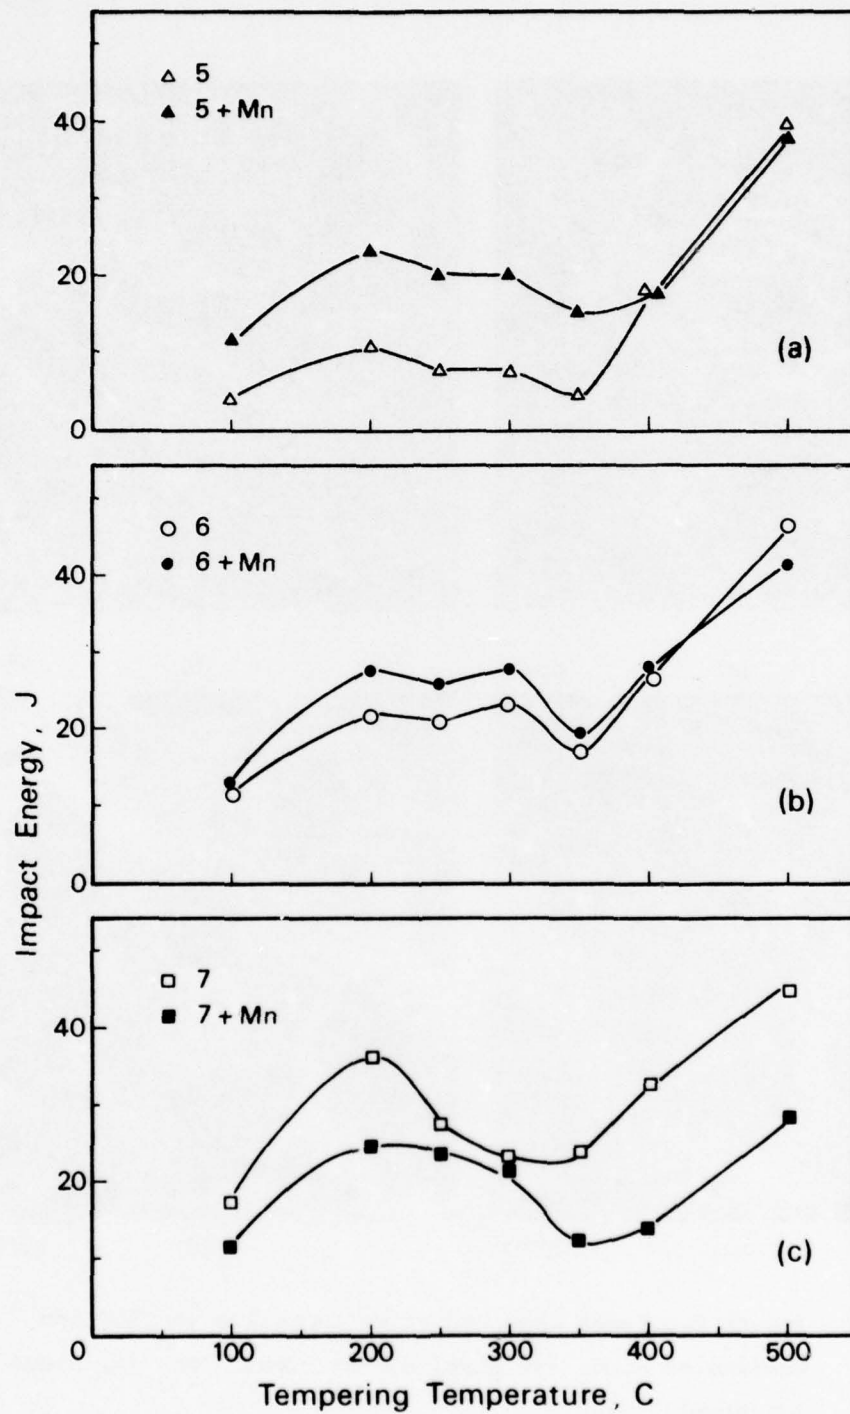 △ 5
▲ 5 + Mn
40
20
0
(a)
○ 6
● 6 + Mn
40
20
0
(b)
□ 7
■ 7 + Mn
40
20
0
(c)
Impact Energy, J
0 100 200 300 400 500
Tempering Temperature, C